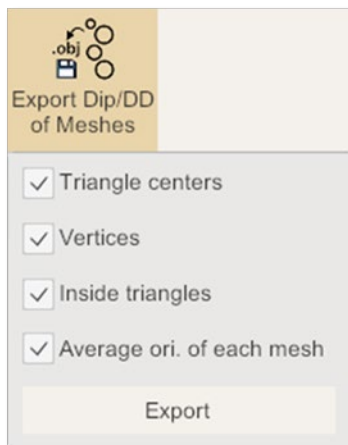 .obj
Export Dip/DD
of Meshes
Triangle centers
Vertices
Inside triangles
Average ori. of each mesh
Export